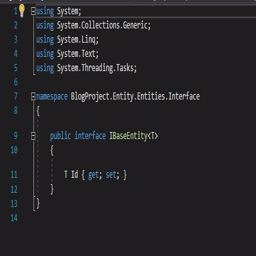 1 using System;
2 using System.Collections.Generic;
3 using System.Linq;
4 using System.Text;
5 using System.Threading.Tasks;
6
7 namespace BlogProject.Entity.Entities.Interface
8 {
9 public interface IBaseEntity<T>
10 {
11 T Id { get; set; }
12 }
13 }
14